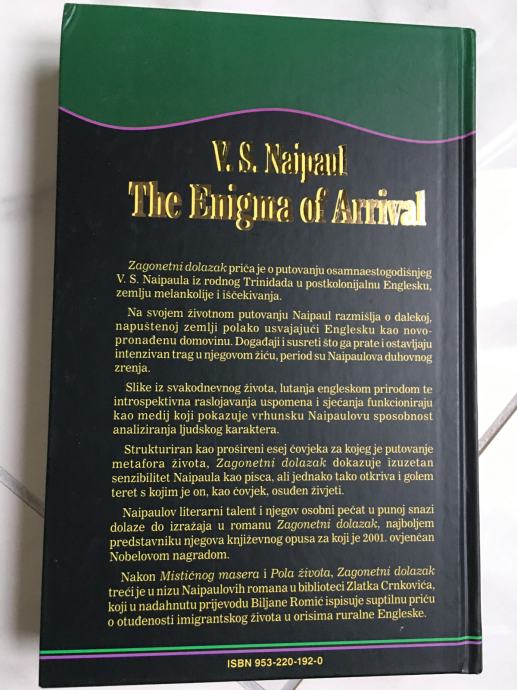 V. S. Naipaul
The Enigma of Arrival
Zagonetni dolazak priča je o putovanju osamnaestogodišnjeg
V. S. Naipaula iz rodnog Trinidada u postkolonijalnu Englesku,
zemlju melankolije i iščekivanja.
Na svojem životnom putovanju Naipaul razmišlja o dalekoj,
napuštenoj zemlji polako usvajajući Englesku kao novo-
pronađenu domovinu. Događaji i susreti što ga prate i ostavljaju
intenzivan trag u njegovom žiću, period su Naipaulova duhovnog
zrenja.
Slike iz svakodnevnog života, lutanja engleskom prirodom te
introspektivna raslojavanja uspomena i sjećanja funkcioniraju
kao medij koji pokazuje vrhunsku Naipaulovu sposobnost
analiziranja ljudskog karaktera.
Strukturiran kao prošireni esej čovjeka za kojeg je putovanje
metafora života, Zagonetni dolazak dokazuje izuzetan
senzibilitet Naipaula kao pisca, ali jednako tako otkriva i golem
teret s kojim je on, kao čovjek, osuđen živjeti.
Naipaulov literarni talent i njegov osobni pečat u punoj snazi
dolaze do izražaja u romanu Zagonetni dolazak, najboljem
predstavniku njegova književnog opusa za koji je 2001. ovjenčan
Nobelovom nagradom.
Nakon Mističnog masera i Pola života, Zagonetni dolazak
treći je u nizu Naipaulovih romana u biblioteci Zlatka Crnkovića,
koji u nadahnutu prijevodu Biljane Romić ispisuje suptilnu priču
o otuđenosti imigrantskog života u orisima ruralne Engleske.
ISBN 953-220-192-0